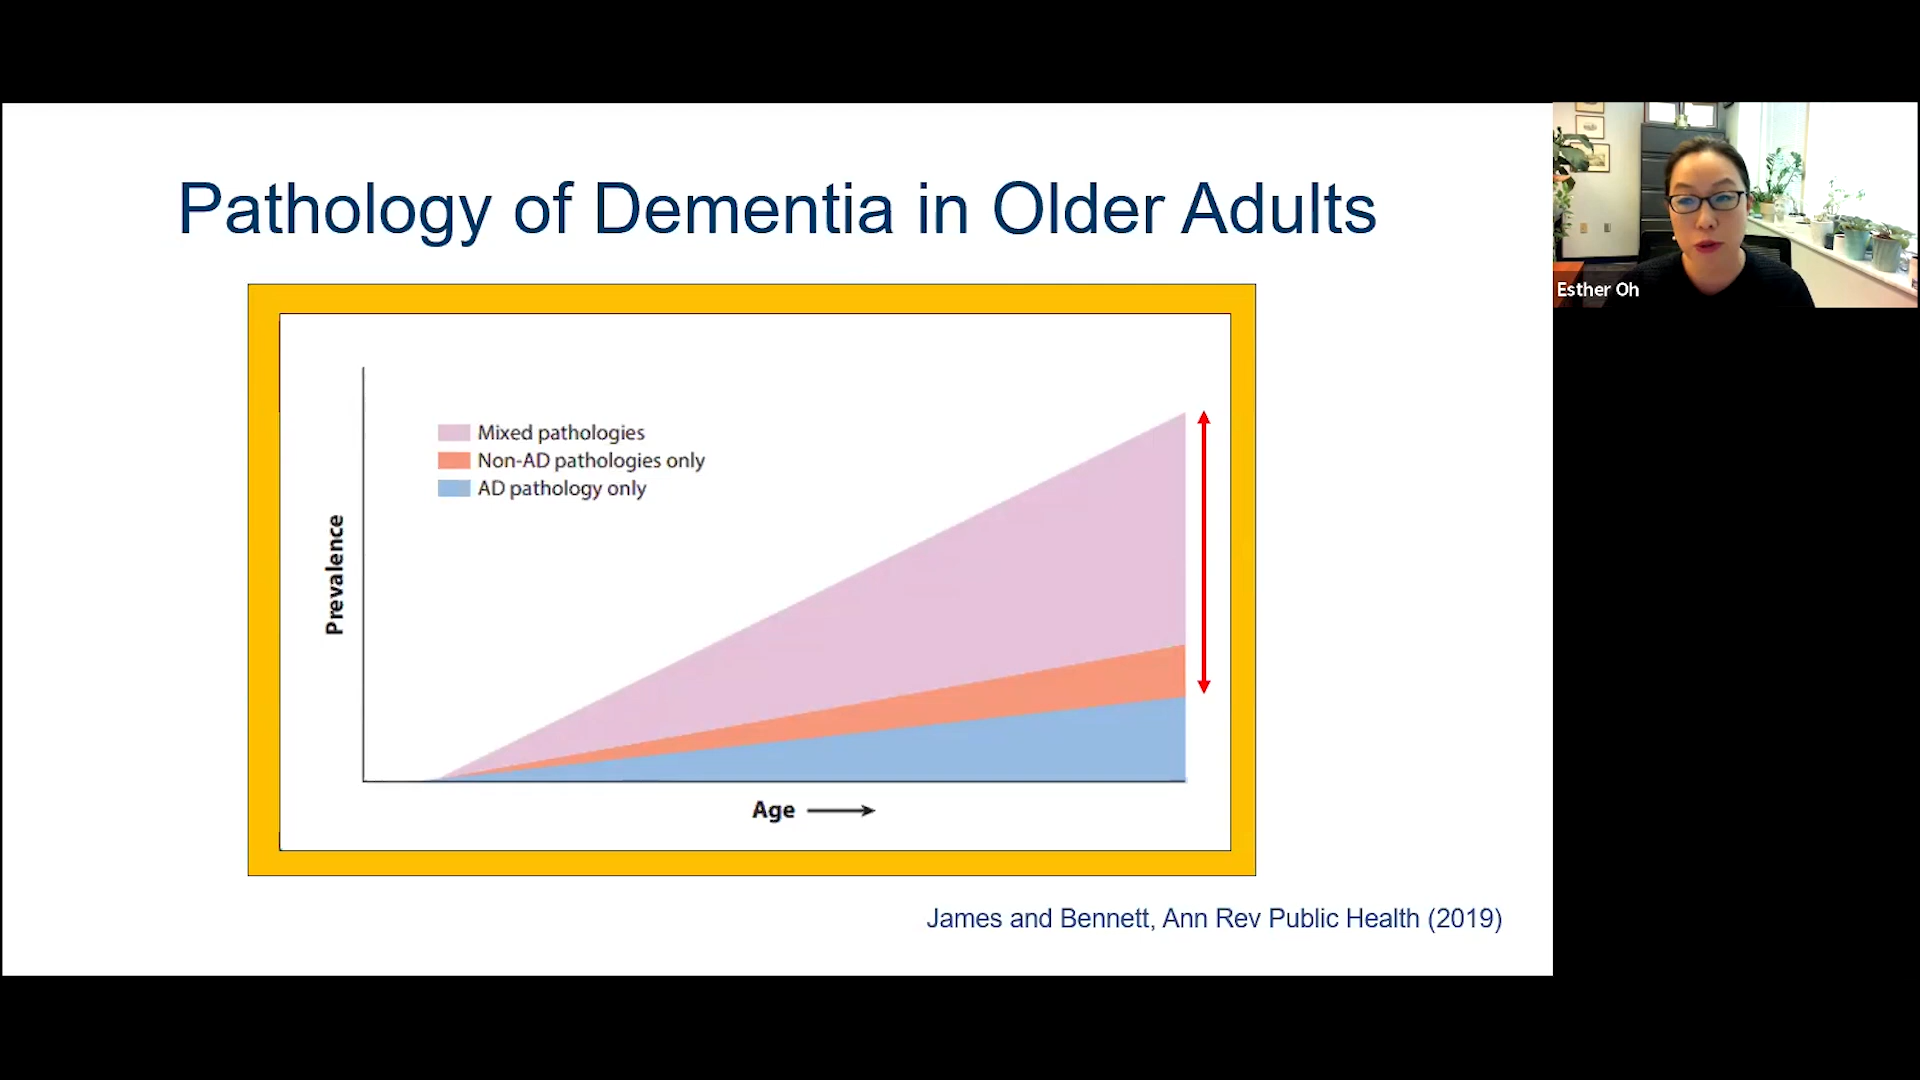 Pathology of Dementia in Older Adults
Mixed pathologies
Non-AD pathologies only
AD pathology only
Prevalence
Age
James and Bennett, Ann Rev Public Health (2019)
Esther Oh